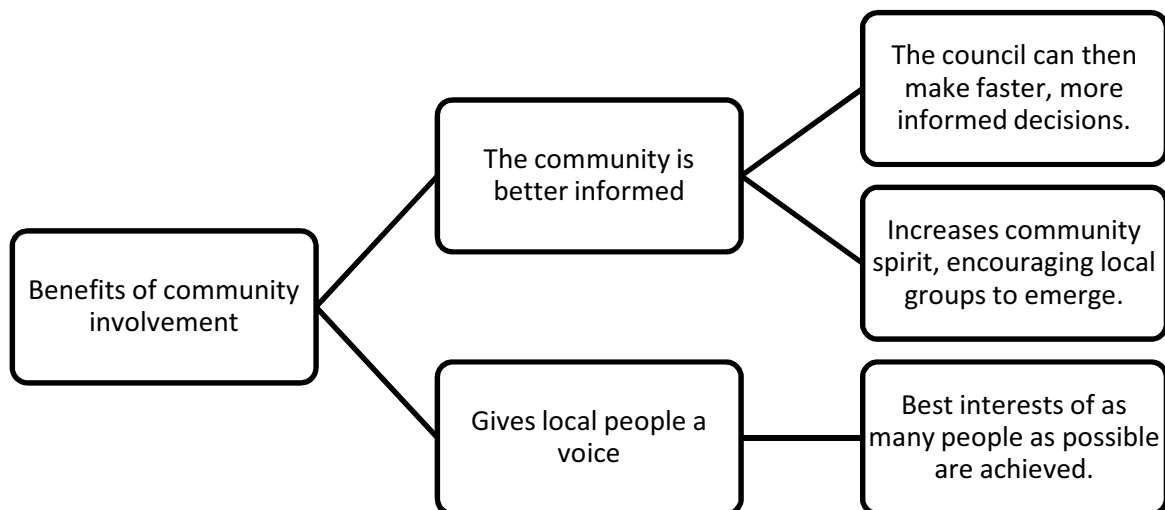 Benefits of community
involvement
The community is
better informed
The council can then
make faster, more
informed decisions.
Increases community
spirit, encouraging local
groups to emerge.
Gives local people a
voice
Best interests of as
many people as possible
are achieved.